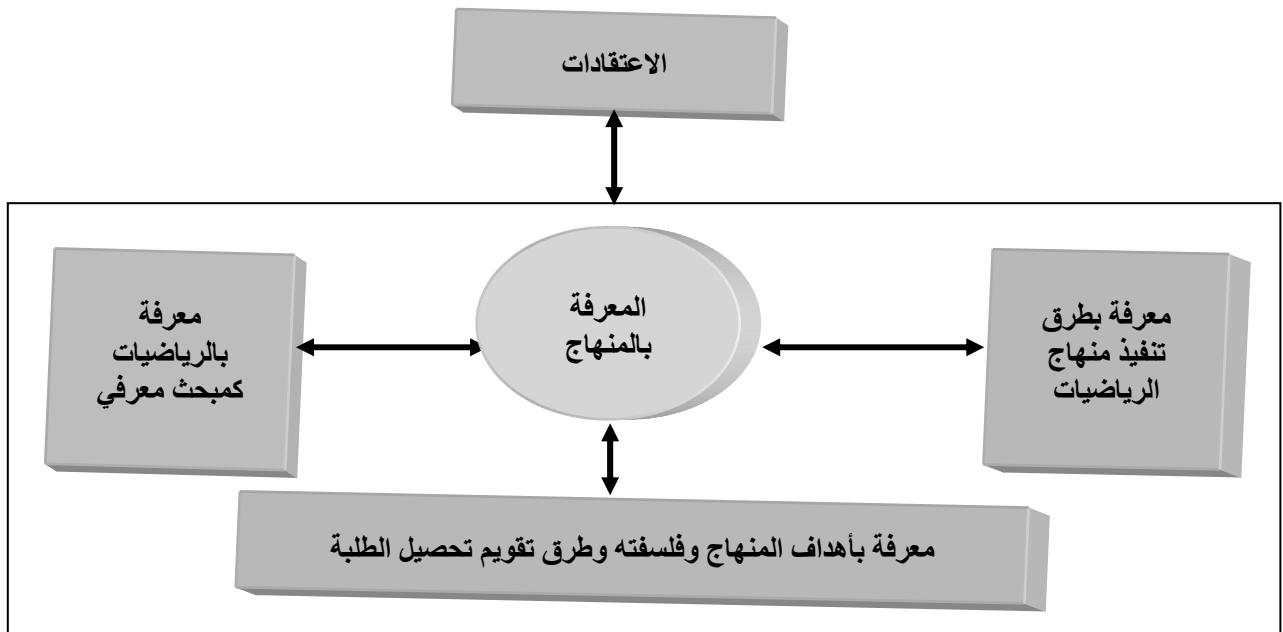 الاعتقادات
معرفة بطرق
تنفيذ منهاج
الرياضيات
المعرفة
بالمنهاج
معرفة
بالرياضيات
كمبحث معرفي
معرفة بأهداف المنهاج وفلسفته وطرق تقويم تحصيل الطلبة